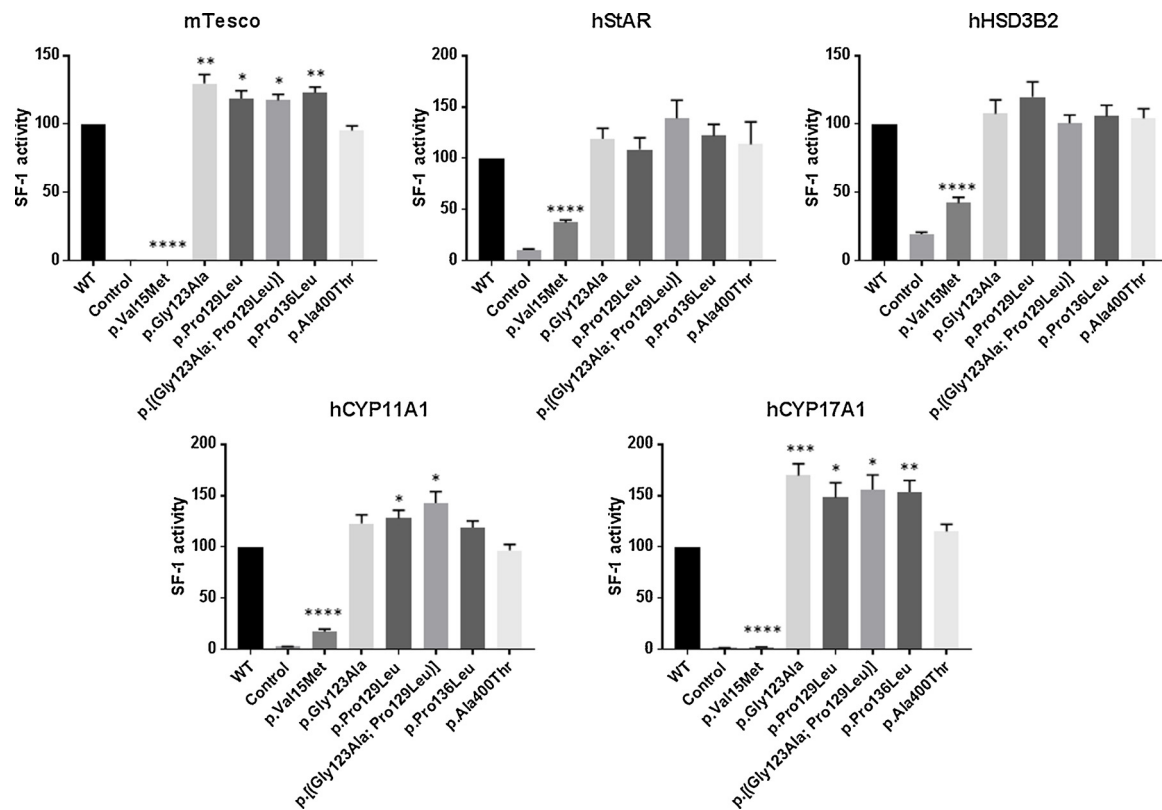 mTesco
SF-1 activity
150
100
50
0
**
*
*
**
****
WT
Control
p.Val15Met
p.Gly123Ala
p.Pro129Leu
p.[(Gly123Ala; Pro129Leu)]
p.Pro136Leu
p.Ala400Thr
hStAR
SF-1 activity
200
150
100
50
0
****
WT
Control
p.Val15Met
p.Gly123Ala
p.Pro129Leu
p.[(Gly123Ala; Pro129Leu)]
p.Pro136Leu
p.Ala400Thr
hHSD3B2
SF-1 activity
150
100
50
0
****
WT
Control
p.Val15Met
p.Gly123Ala
p.Pro129Leu
p.[(Gly123Ala; Pro129Leu)]
p.Pro136Leu
p.Ala400Thr
hCYP11A1
SF-1 activity
200
150
100
50
0
****
*
*
WT
Control
p.Val15Met
p.Gly123Ala
p.Pro129Leu
p.[(Gly123Ala; Pro129Leu)]
p.Pro136Leu
p.Ala400Thr
hCYP17A1
SF-1 activity
200
150
100
50
0
****
***
*
*
**
WT
Control
p.Val15Met
p.Gly123Ala
p.Pro129Leu
p.[(Gly123Ala; Pro129Leu)]
p.Pro136Leu
p.Ala400Thr